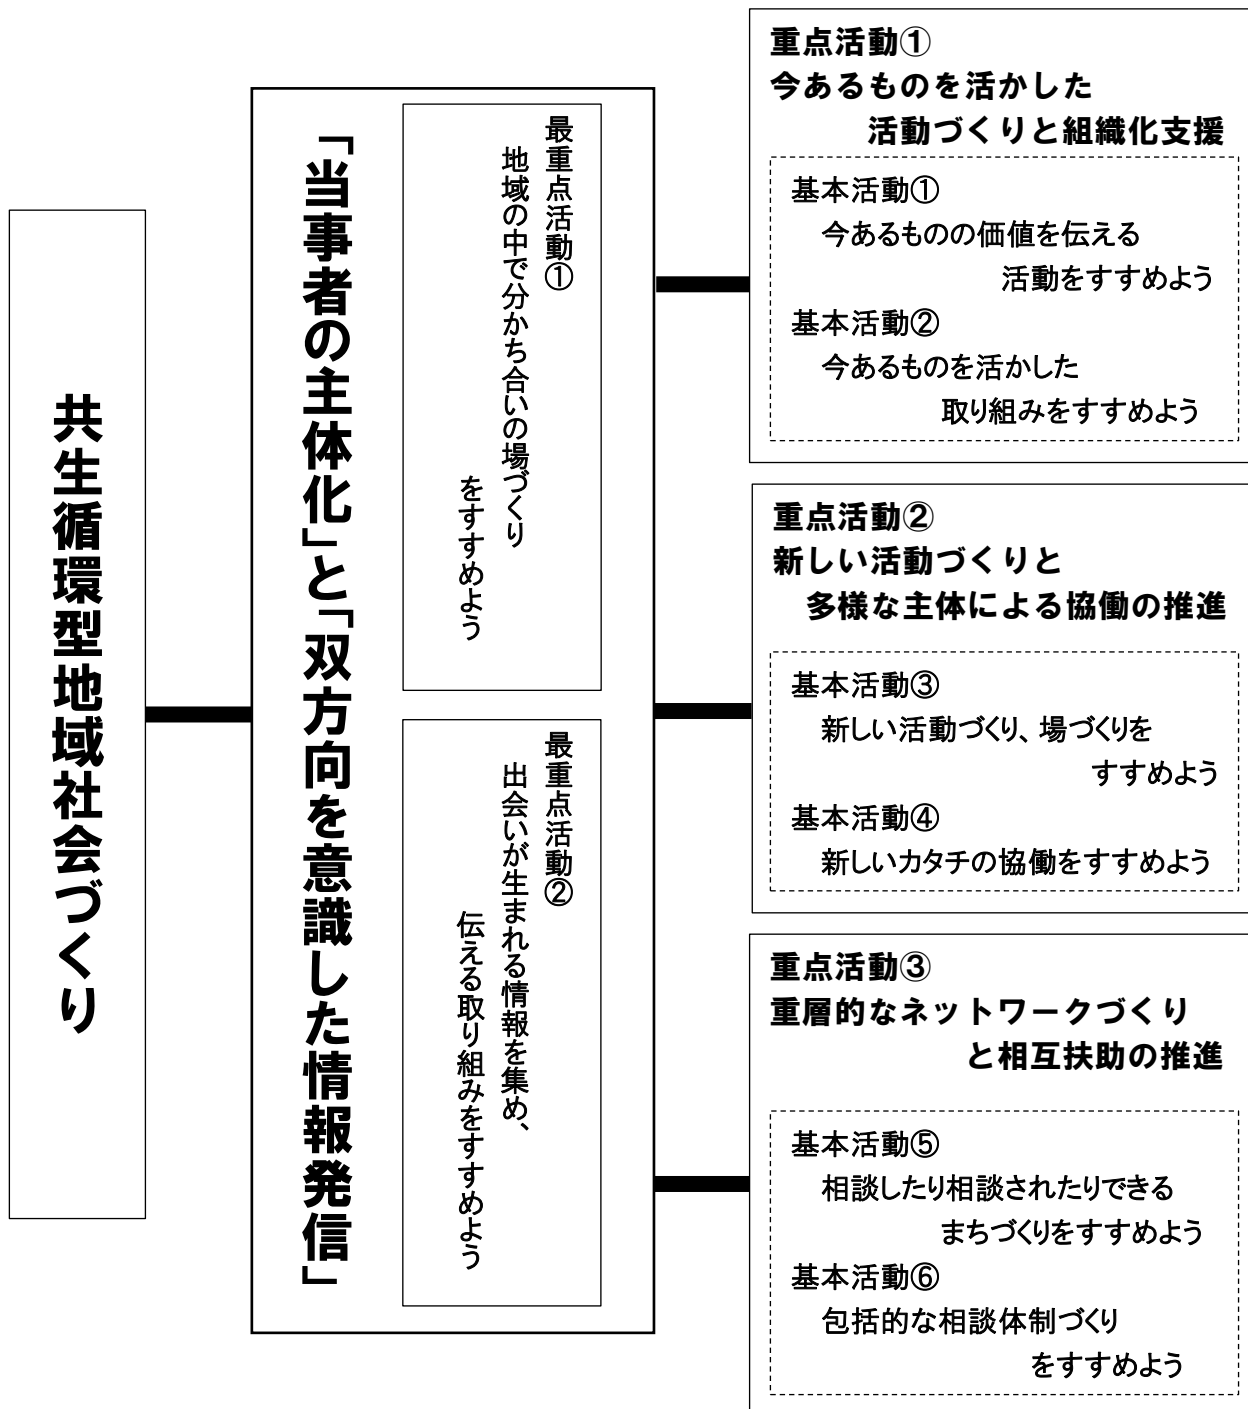 共生循環型地域社会づくり
「当事者の主体化」と「双方向を意識した情報発信」
最重点活動①
地域の中で分かち合いの場づくり
をすすめよう
最重点活動②
出会いが生まれる情報を集め、
伝える取り組みをすすめよう
重点活動①
今あるものを活かした
活動づくりと組織化支援
基本活動①
今あるものの価値を伝える
活動をすすめよう
基本活動②
今あるものを活かした
取り組みをすすめよう
重点活動②
新しい活動づくりと
多様な主体による協働の推進
基本活動③
新しい活動づくり、場づくりを
すすめよう
基本活動④
新しいカタチの協働をすすめよう
重点活動③
重層的なネットワークづくり
と相互扶助の推進
基本活動⑤
相談したり相談されたりできる
まちづくりをすすめよう
基本活動⑥
包括的な相談体制づくり
をすすめよう